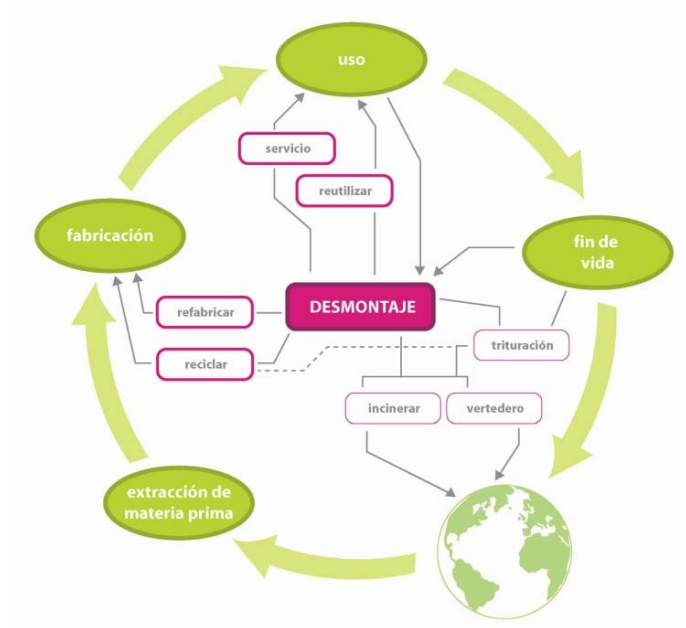 uso
servicio
reutilizar
fabricación
fin de
vida
DESMONTAJE
refabricar
trituración
reciclar
incinerar
vertedero
extracción de
materia prima